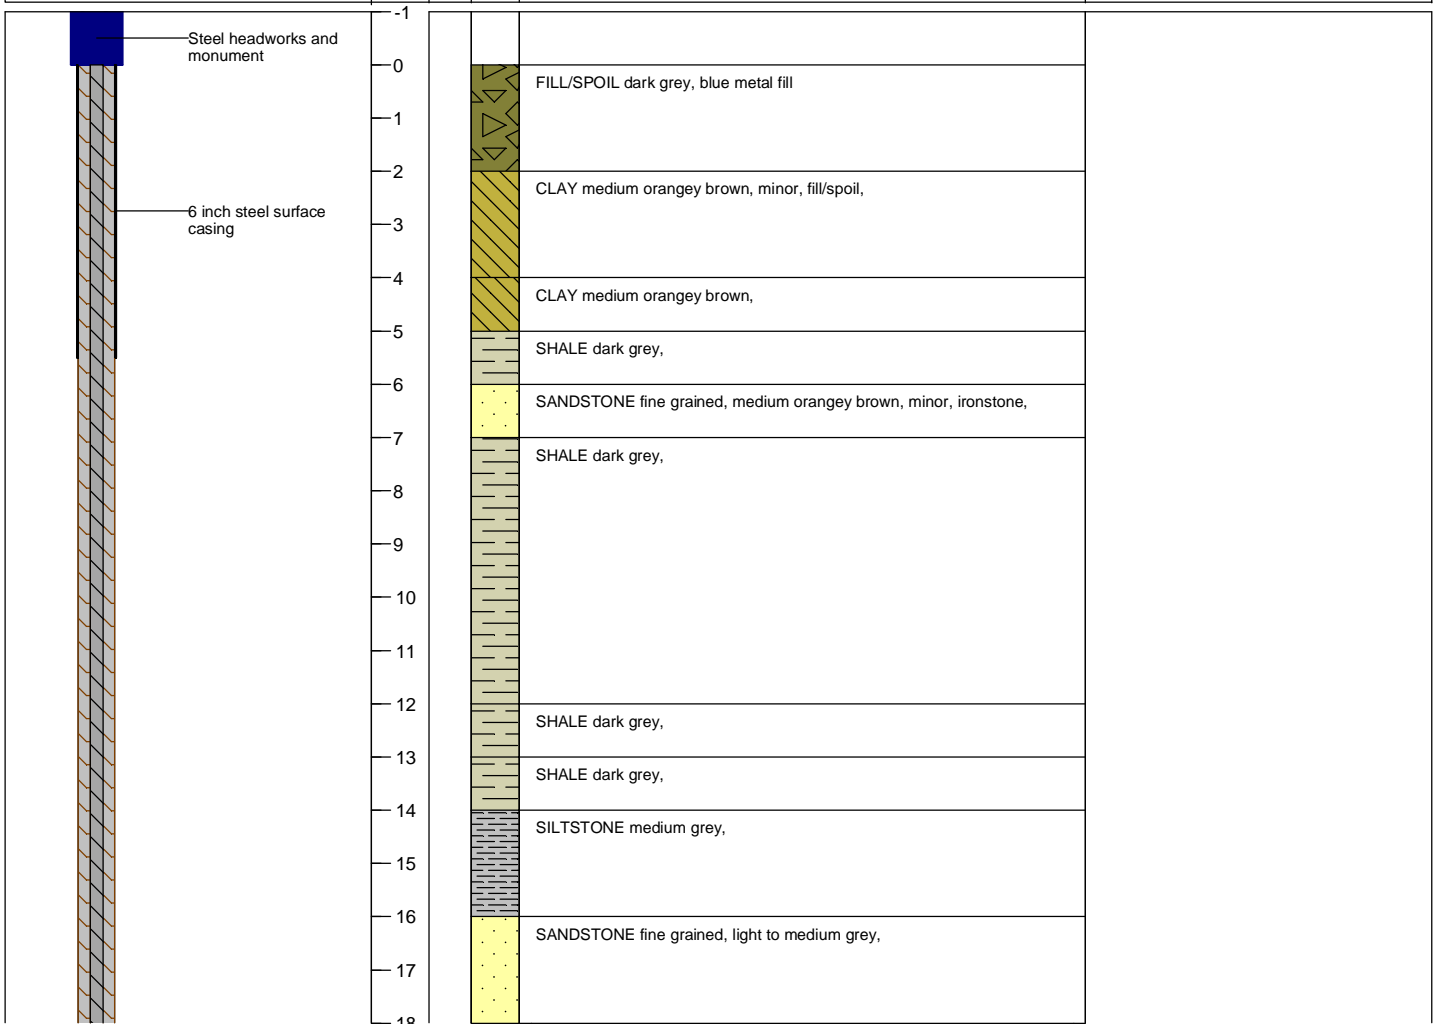 -1
Steel headworks and
monument
0
FILL/SPOIL dark grey, blue metal fill
1
2
CLAY medium orangey brown, minor, fill/spoil,
6 inch steel surface
casing
3
4
CLAY medium orangey brown,
5
SHALE dark grey,
6
SANDSTONE fine grained, medium orangey brown, minor, ironstone,
7
SHALE dark grey,
8
9
10
11
12
SHALE dark grey,
13
SHALE dark grey,
14
SILTSTONE medium grey,
15
16
SANDSTONE fine grained, light to medium grey,
17
18